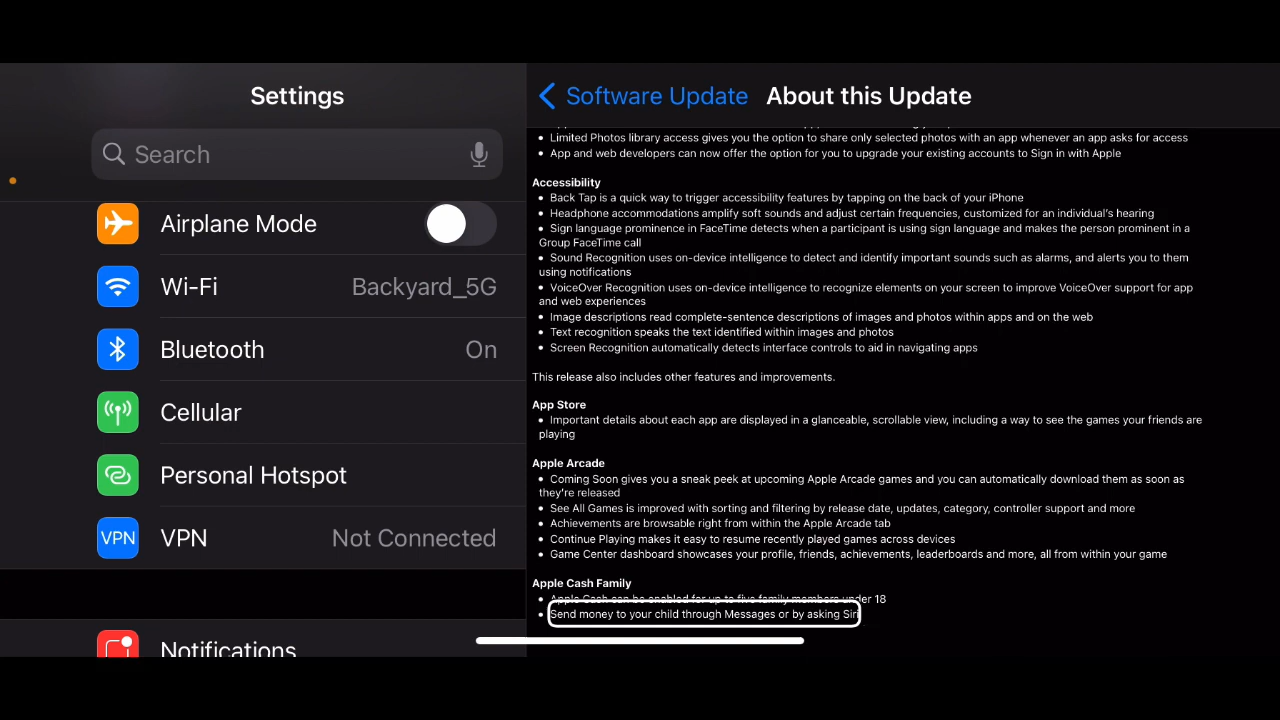 Settings
Search
Airplane Mode
Wi-Fi Backyard_5G
Bluetooth On
Cellular
Personal Hotspot
VPN VPN Not Connected
Notifications
Software Update About this Update
• Limited Photos library access gives you the option to share only selected photos with an app whenever an app asks for access
• App and web developers can now offer the option for you to upgrade your existing accounts to Sign in with Apple
Accessibility
• Back Tap is a quick way to trigger accessibility features by tapping on the back of your iPhone
• Headphone accommodations amplify soft sounds and adjust certain frequencies, customized for an individual's hearing
• Sign language prominence in FaceTime detects when a participant is using sign language and makes the person prominent in a
Group FaceTime call
• Sound Recognition uses on-device intelligence to detect and identify important sounds such as alarms, and alerts you to them
using notifications
• VoiceOver Recognition uses on-device intelligence to recognize elements on your screen to improve VoiceOver support for app
and web experiences
• Image descriptions read complete-sentence descriptions of images and photos within apps and on the web
• Text recognition speaks the text identified within images and photos
• Screen Recognition automatically detects interface controls to aid in navigating apps
This release also includes other features and improvements.
App Store
• Important details about each app are displayed in a glanceable, scrollable view, including a way to see the games your friends are
playing
Apple Arcade
• Coming Soon gives you a sneak peek at upcoming Apple Arcade games and you can automatically download them as soon as
they're released
• See All Games is improved with sorting and filtering by release date, updates, category, controller support and more
• Achievements are browsable right from within the Apple Arcade tab
• Continue Playing makes it easy to resume recently played games across devices
• Game Center dashboard showcases your profile, friends, achievements, leaderboards and more, all from within your game
Apple Cash Family
• Apple Cash can be enabled for up to five family members under 18
• Send money to your child through Messages or by asking Siri